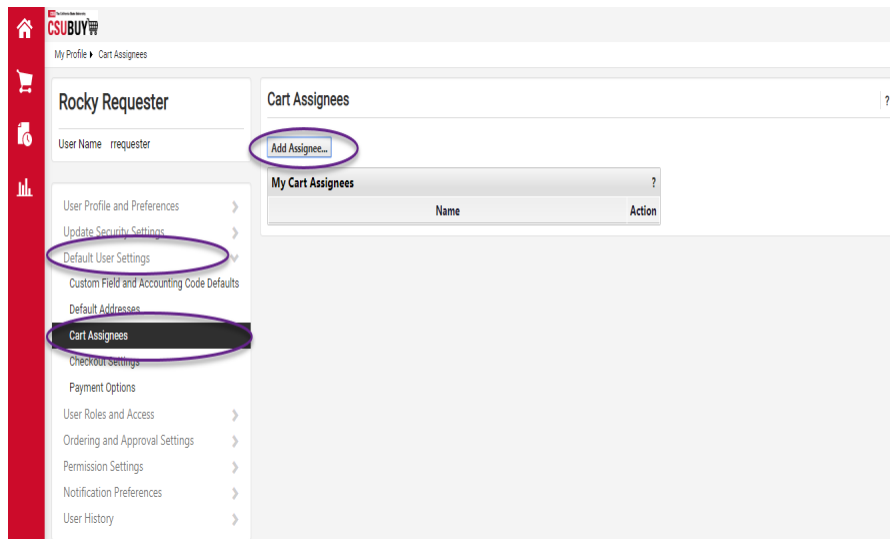 CSUBUY
My Profile Cart Assignees
Rocky Requester
User Name rrequester
User Profile and Preferences
Update Security Settings
Default User Settings
Custom Field and Accounting Code Defaults
Default Addresses
Cart Assignees
Checkout Settings
Payment Options
User Roles and Access
Ordering and Approval Settings
Permission Settings
Notification Preferences
User History
Cart Assignees ?
Add Assignee...
My Cart Assignees ?
Name Action